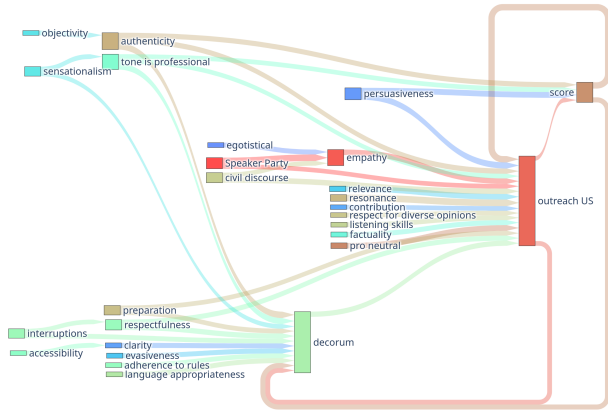 objectivity
authenticity
tone is professional
sensationalism
persuasiveness
score
egotistical
empathy
Speaker Party
civil discourse
relevance
resonance
outreach US
contribution
respect for diverse opinions
listening skills
factuality
pro neutral
preparation
respectfulness
interruptions
decorum
clarity
accessibility
evasiveness
adherence to rules
language appropriateness